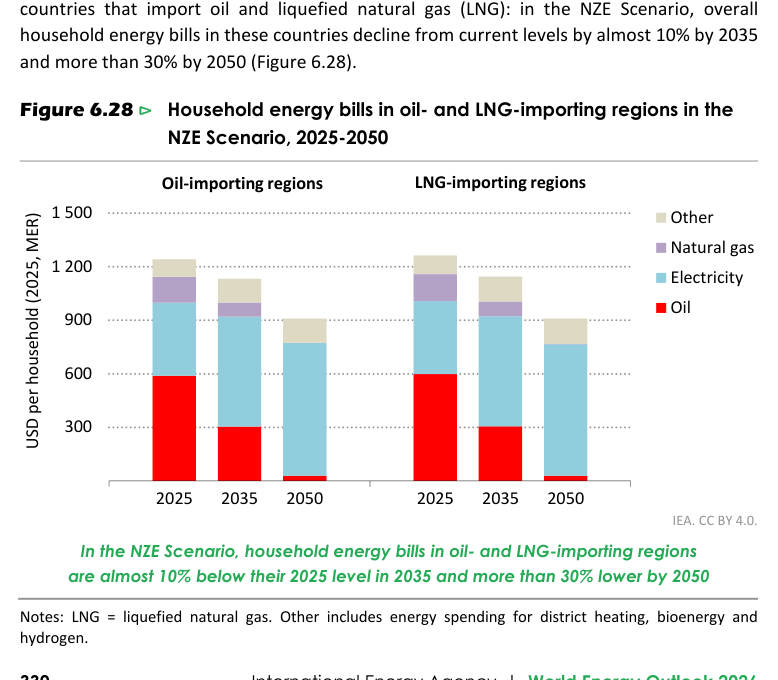 countries that import oil and liquefied natural gas (LNG): in the NZE Scenario, overall
household energy bills in these countries decline from current levels by almost 10% by 2035
and more than 30% by 2050 (Figure 6.28).
Figure 6.28 ▻ Household energy bills in oil- and LNG-importing regions in the
NZE Scenario, 2025-2050
Oil-importing regions
LNG-importing regions
USD per household (2025, MER)
1 500
1 200
900
600
300
2025
2035
2050
2025
2035
2050
Other
Natural gas
Electricity
Oil
IEA. CC BY 4.0.
In the NZE Scenario, household energy bills in oil- and LNG-importing regions
are almost 10% below their 2025 level in 2035 and more than 30% lower by 2050
Notes: LNG = liquefied natural gas. Other includes energy spending for district heating, bioenergy and
hydrogen.
International Energy Agency | World Energy Outlook